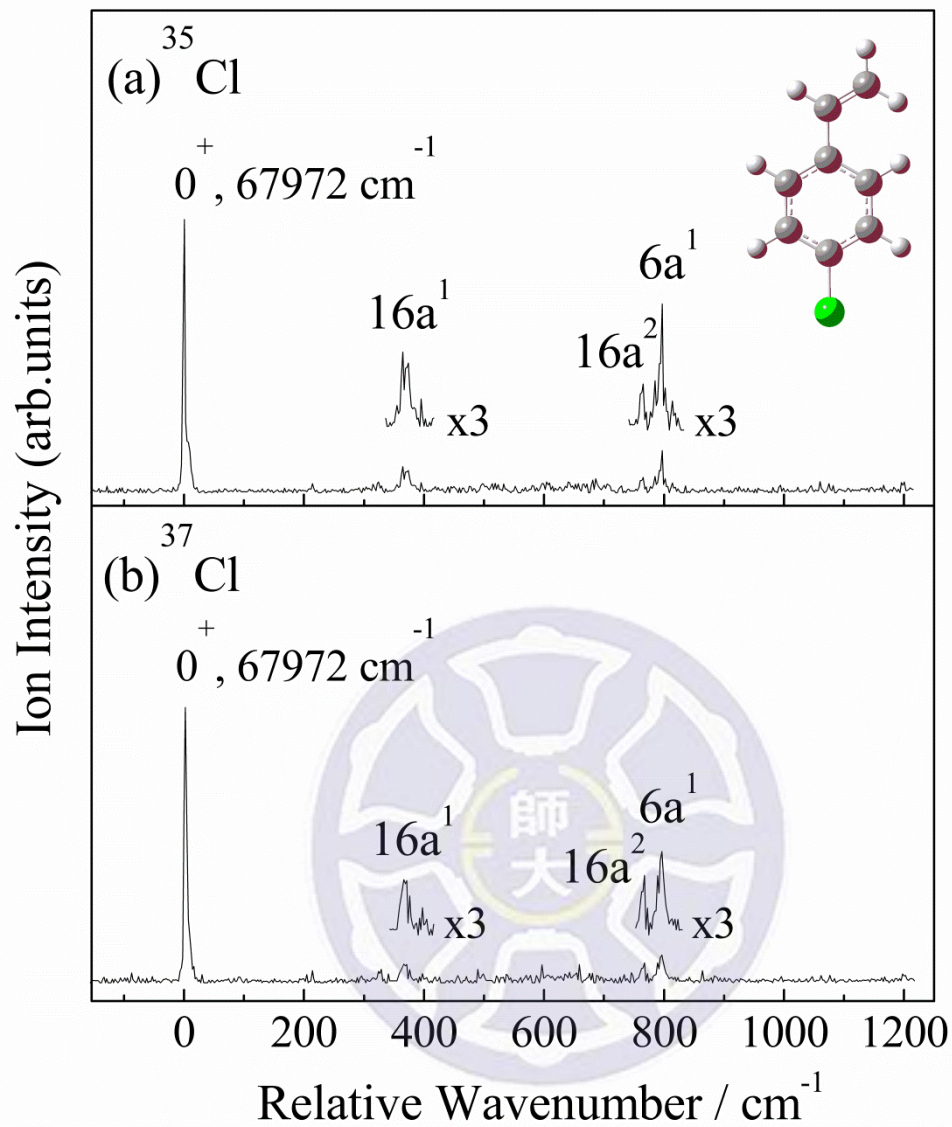 (a) ³⁵Cl
0⁺, 67972 cm⁻¹
16a¹
x3
6a¹
16a²
x3
(b) ³⁷Cl
0⁺, 67972 cm⁻¹
16a¹
x3
6a¹
16a²
x3
師
大
0 200 400 600 800 1000 1200
Relative Wavenumber / cm⁻¹
Ion Intensity (arb.units)